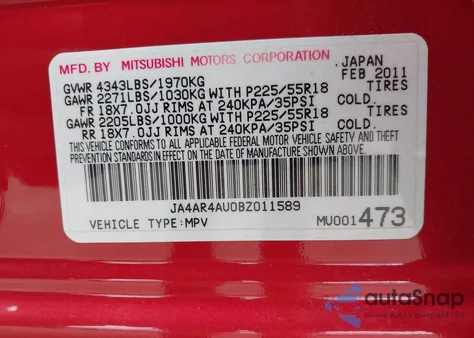 MFD. BY MITSUBISHI MOTORS CORPORATION, JAPAN
GVWR 4343LBS/1970KG FEB 2011
GAWR 2271LBS/1030KG WITH P225/55R18 TIRES
FR 18X7.0JJ RIMS AT 240KPA/35PSI COLD.
GAWR 2205LBS/1000KG WITH P225/55R18 TIRES
RR 18X7.0JJ RIMS AT 240KPA/35PSI COLD.
THIS VEHICLE CONFORMS TO ALL APPLICABLE FEDERAL MOTOR VEHICLE SAFETY AND THEFT
PREVENTION STANDARDS IN EFFECT ON THE DATE OF MANUFACTURE SHOWN ABOVE.
JA4AR4AU0BZ011589
VEHICLE TYPE:MPV MU001473
autoSnap